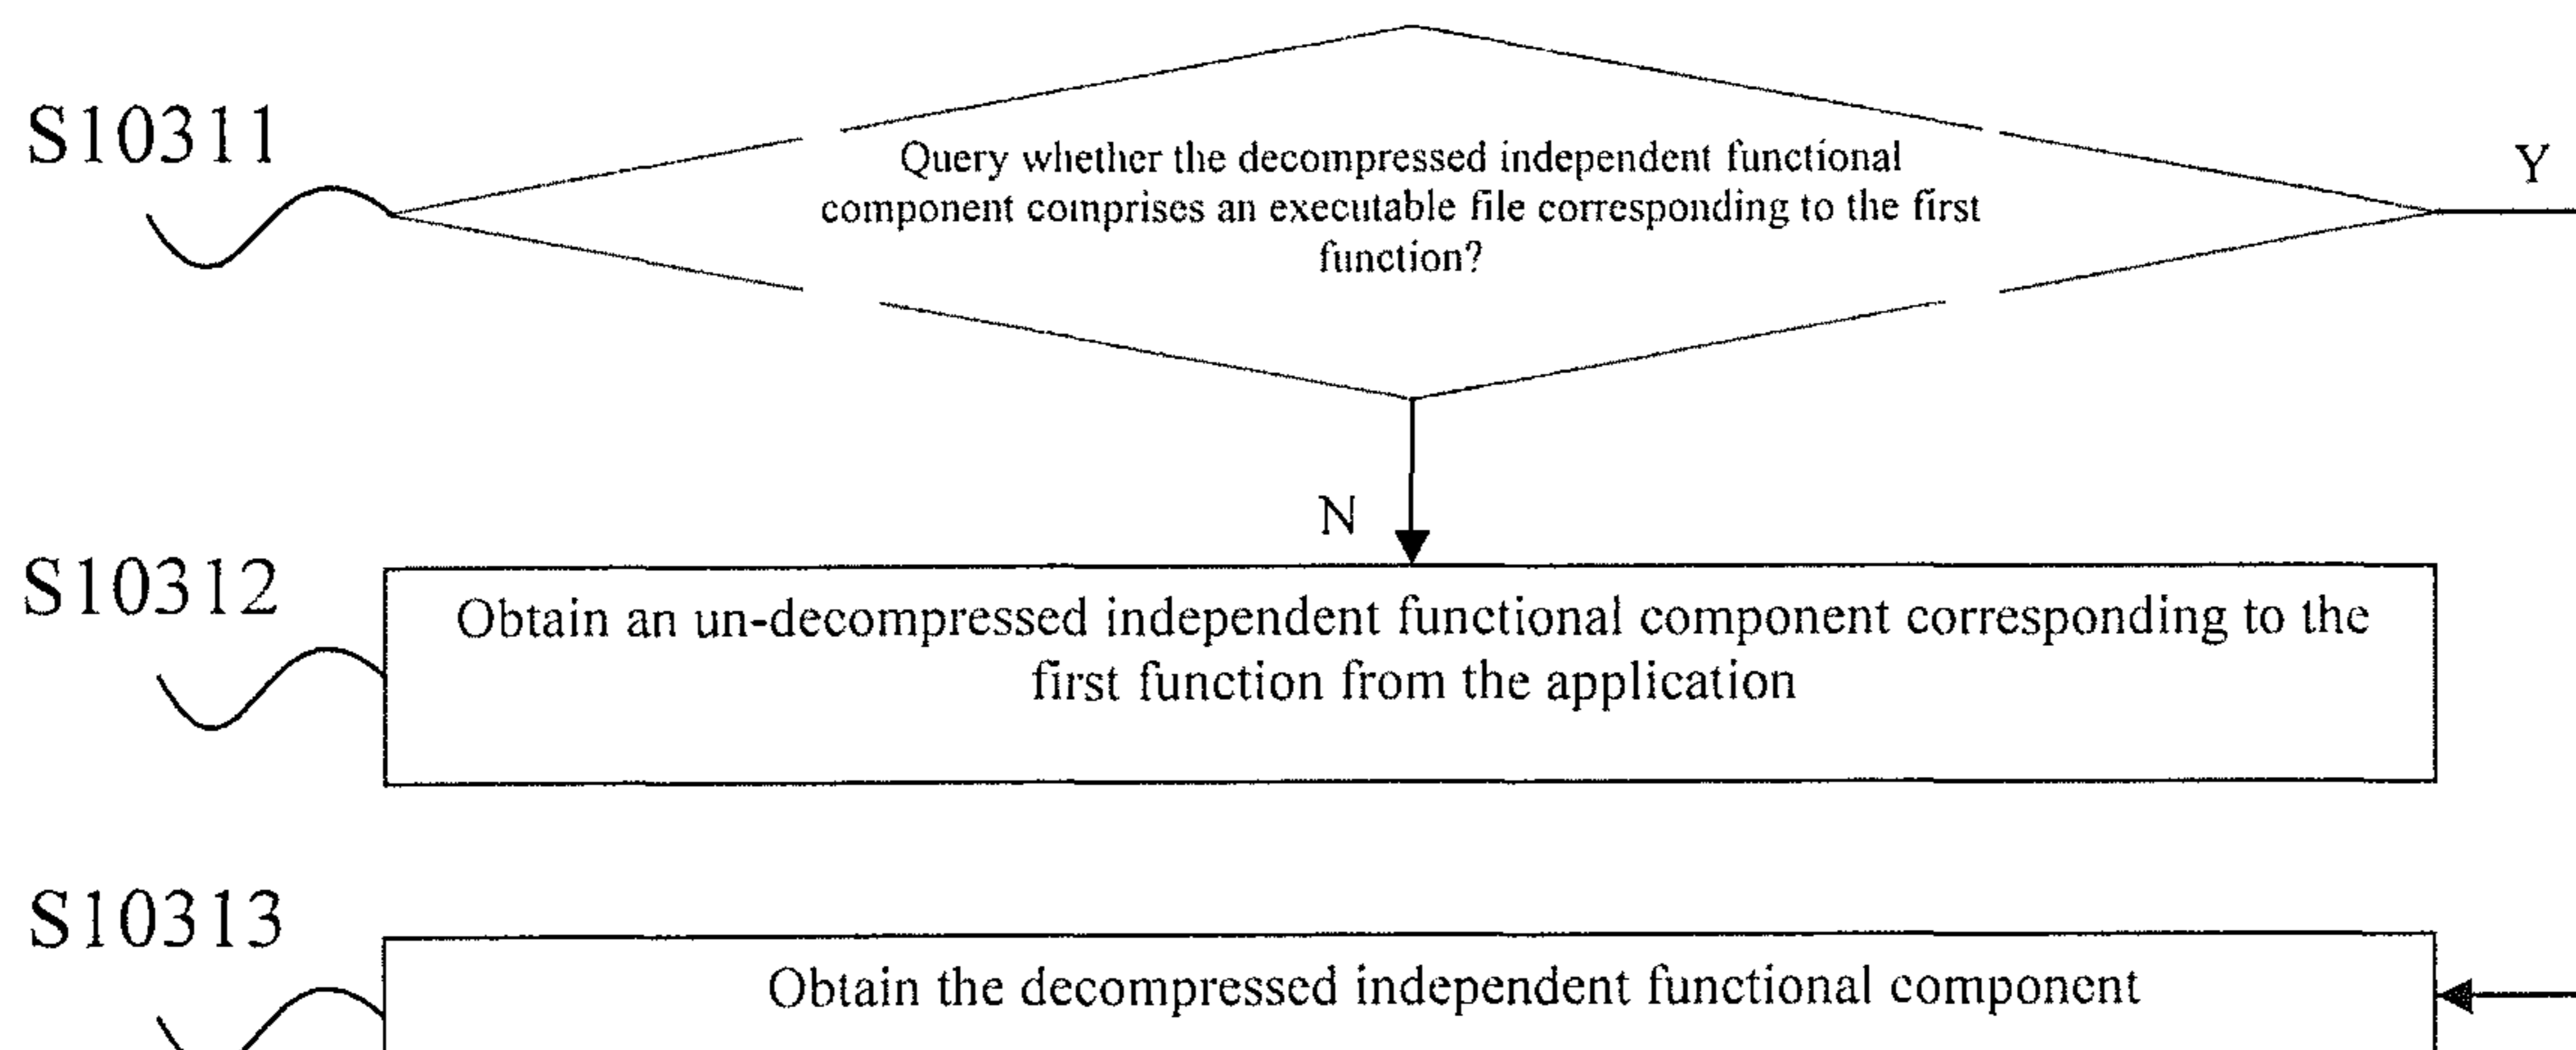 S10311
Query whether the decompressed independent functional
component comprises an executable file corresponding to the first
function?
Y
N
S10312
Obtain an un-decompressed independent functional component corresponding to the
first function from the application
S10313
Obtain the decompressed independent functional component